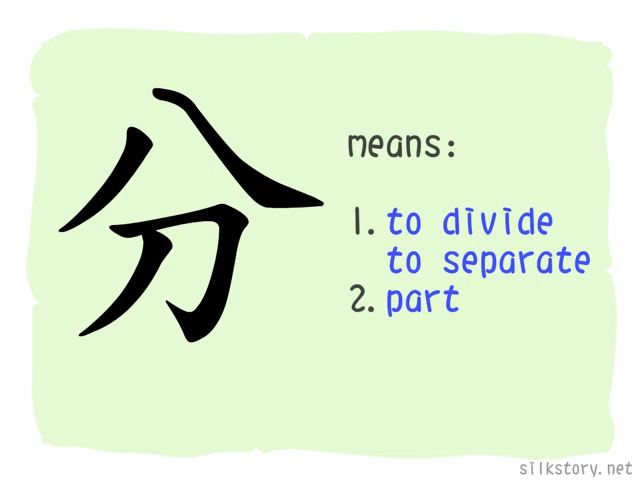 分
means:
1. to divide
to separate
2. part
silkstory.net